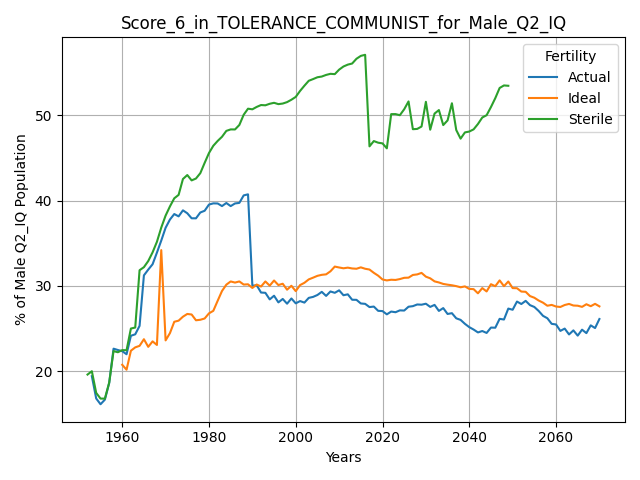 Score_6_in_TOLERANCE_COMMUNIST_for_Male_Q2_IQ
Fertility
Actual
Ideal
Sterile
% of Male Q2_IQ Population
50
40
30
20
1960
1980
2000
2020
2040
2060
Years